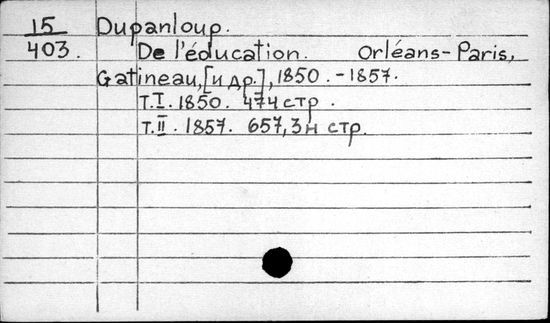 15 Dupanloup.
403. De l'éducation. Orléans-Paris,
Gatineau, [и др.], 1850. - 1857.
т. I. 1850. 474 стр.
т. II. 1857. 657, 3н стр.